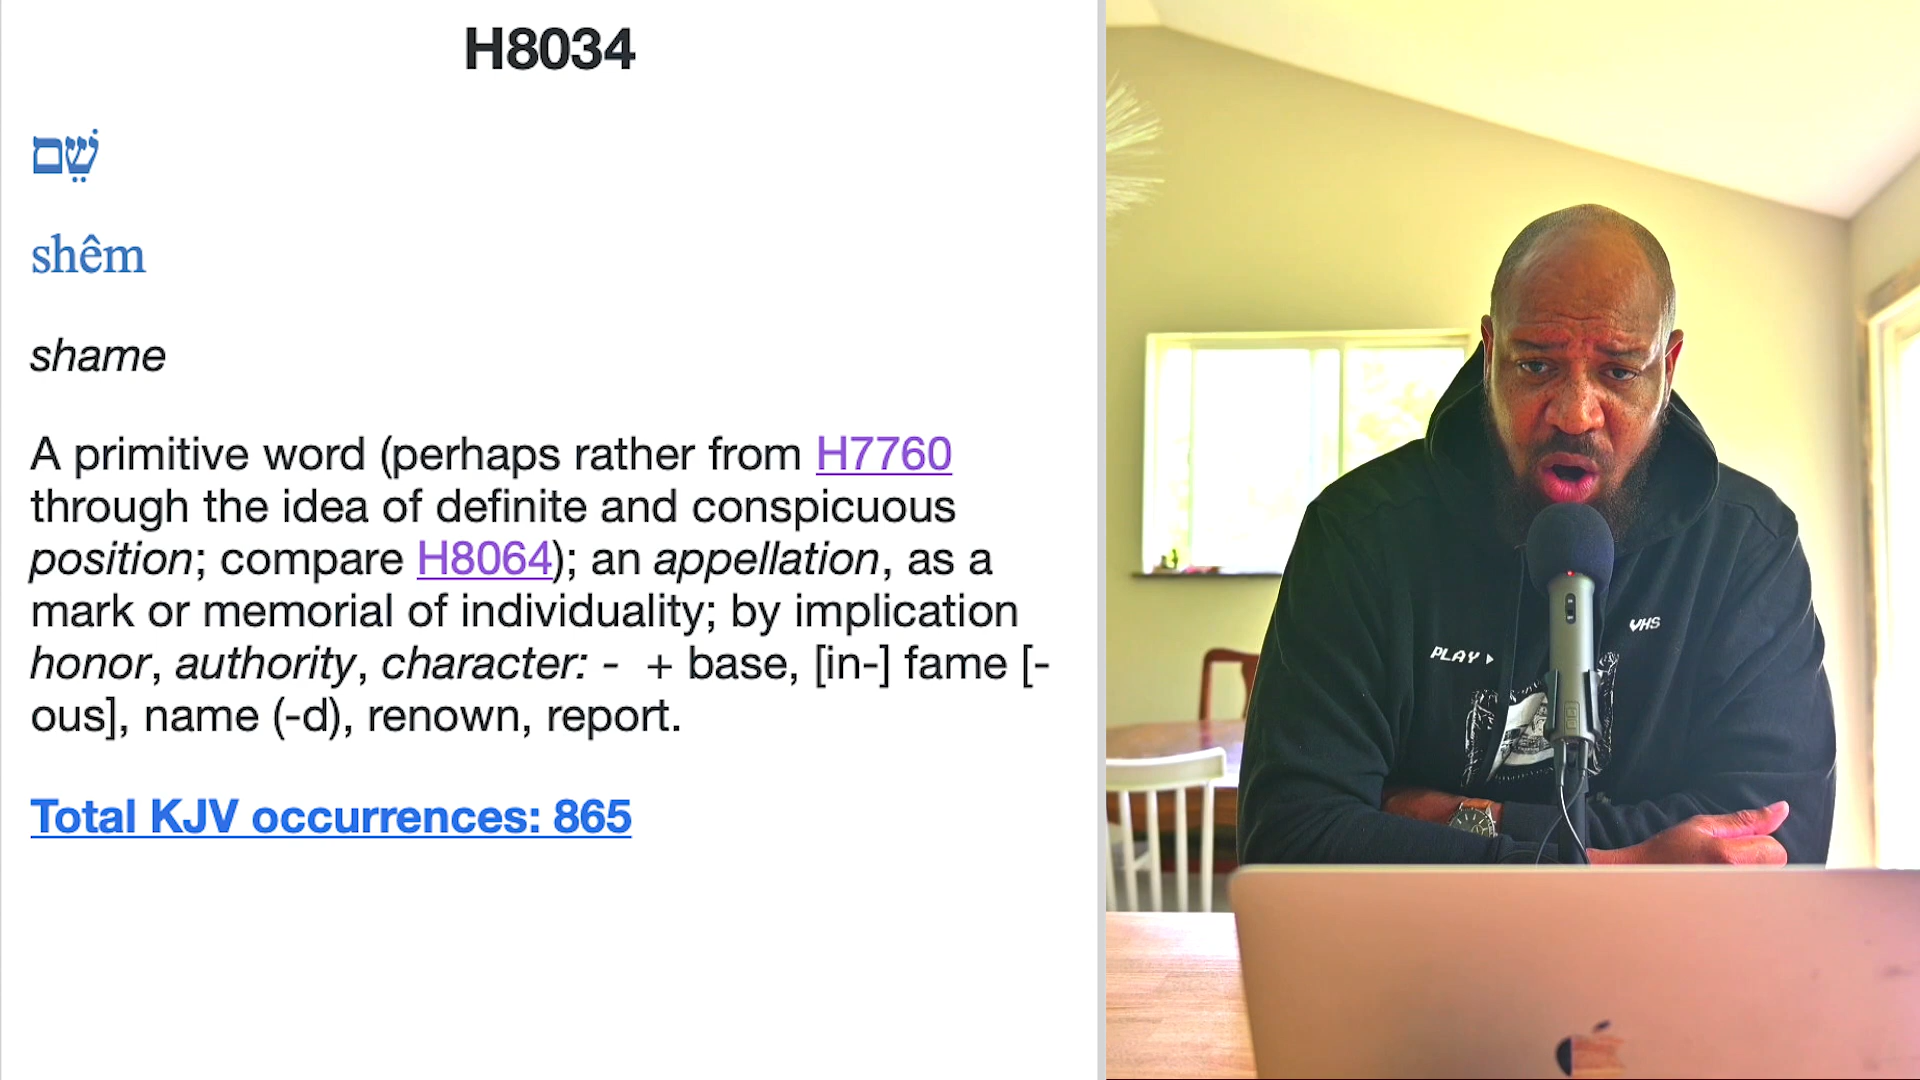 H8034
שֵׁם
shêm
shame
A primitive word (perhaps rather from H7760
through the idea of definite and conspicuous
position; compare H8064); an appellation, as a
mark or memorial of individuality; by implication
honor, authority, character: - + base, [in-] fame [-
ous], name (-d), renown, report.
Total KJV occurrences: 865
VHS
PLAY